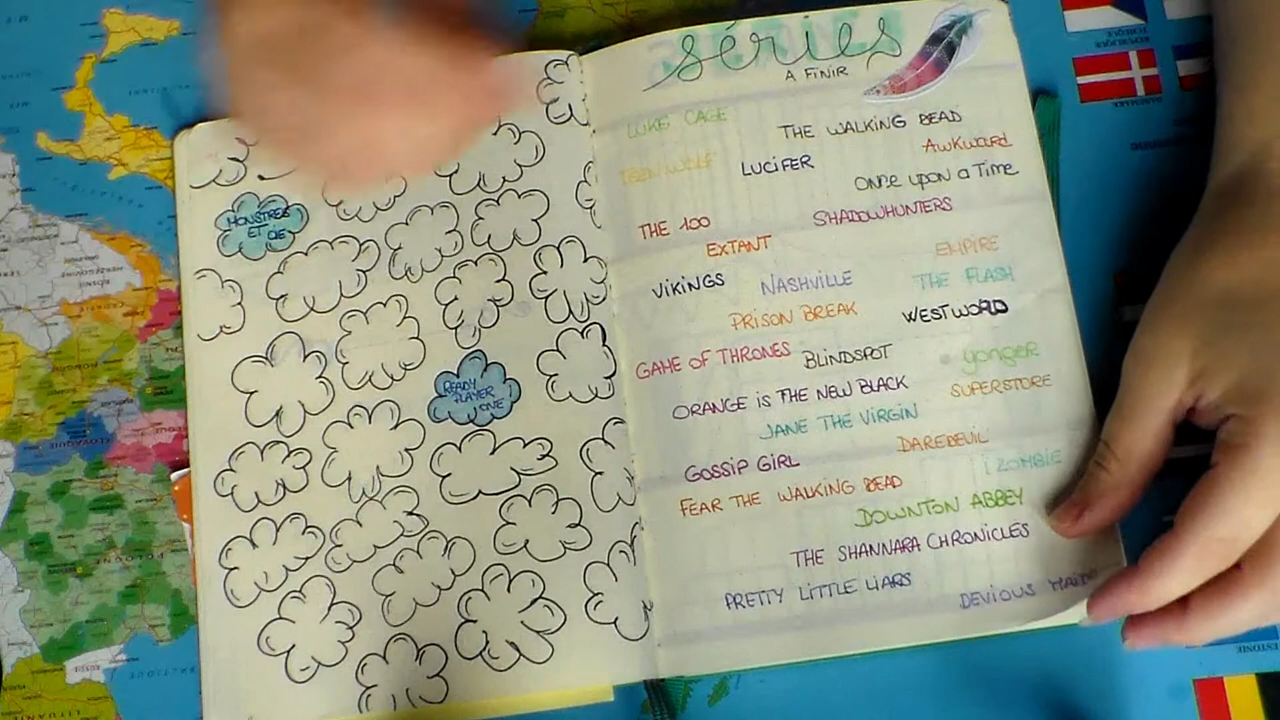 MONSTRES
ET
CIE
READY
PLAYER
ONE
séries
A FINIR
LUKE CAGE
THE WALKING DEAD
AWKWARD
TEEN WOLF
LUCIFER
ONCE UPON A TIME
THE 100
SHADOWHUNTERS
EXTANT
EMPIRE
VIKINGS
NASHVILLE
THE FLASH
PRISON BREAK
WESTWORLD
GAME OF THRONES
BLINDSPOT
yonger
ORANGE IS THE NEW BLACK
SUPERSTORE
JANE THE VIRGIN
DAREDEVIL
GOSSIP GIRL
I ZOMBIE
FEAR THE WALKING DEAD
DOWNTON ABBEY
THE SHANNARA CHRONICLES
PRETTY LITTLE LIARS
DEVIOUS